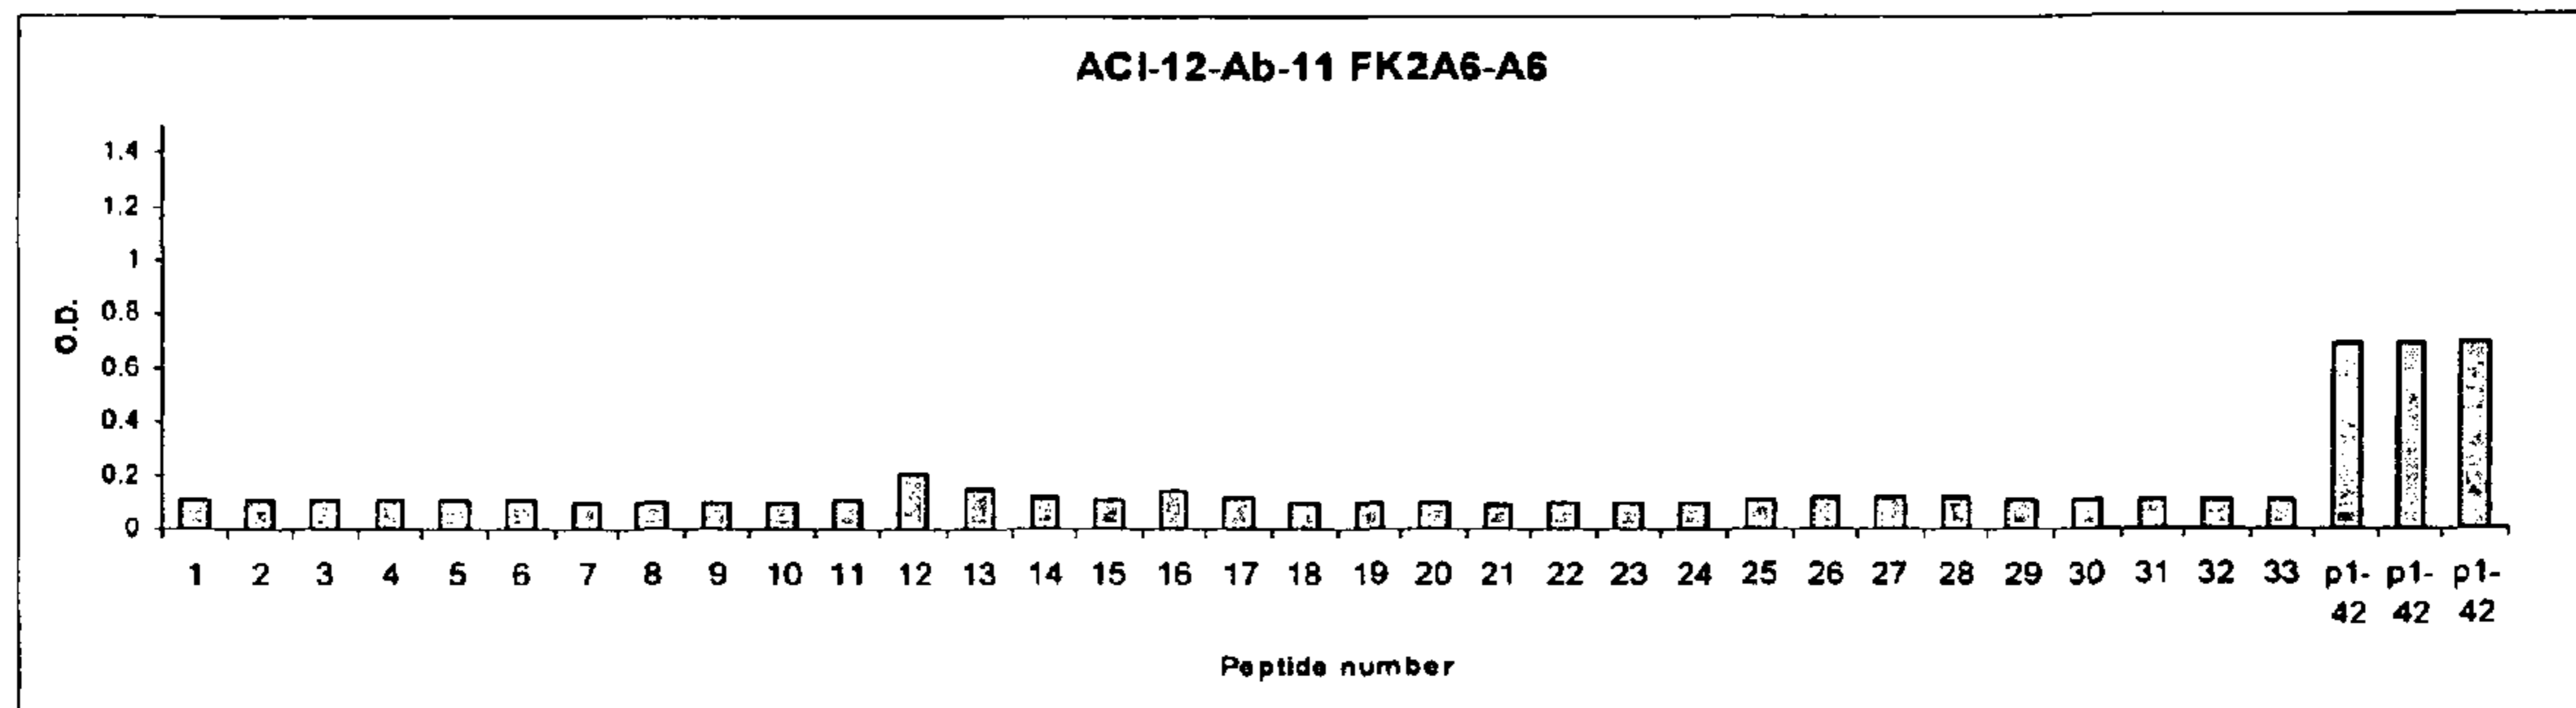 ACI-12-Ab-11 FK2A6-A6
1.4
1.2
1
0.8
0.6
0.4
0.2
0
O.D.
1 2 3 4 5 6 7 8 9 10 11 12 13 14 15 16 17 18 19 20 21 22 23 24 25 26 27 28 29 30 31 32 33 p1- p1- p1-
42 42 42
Peptide number